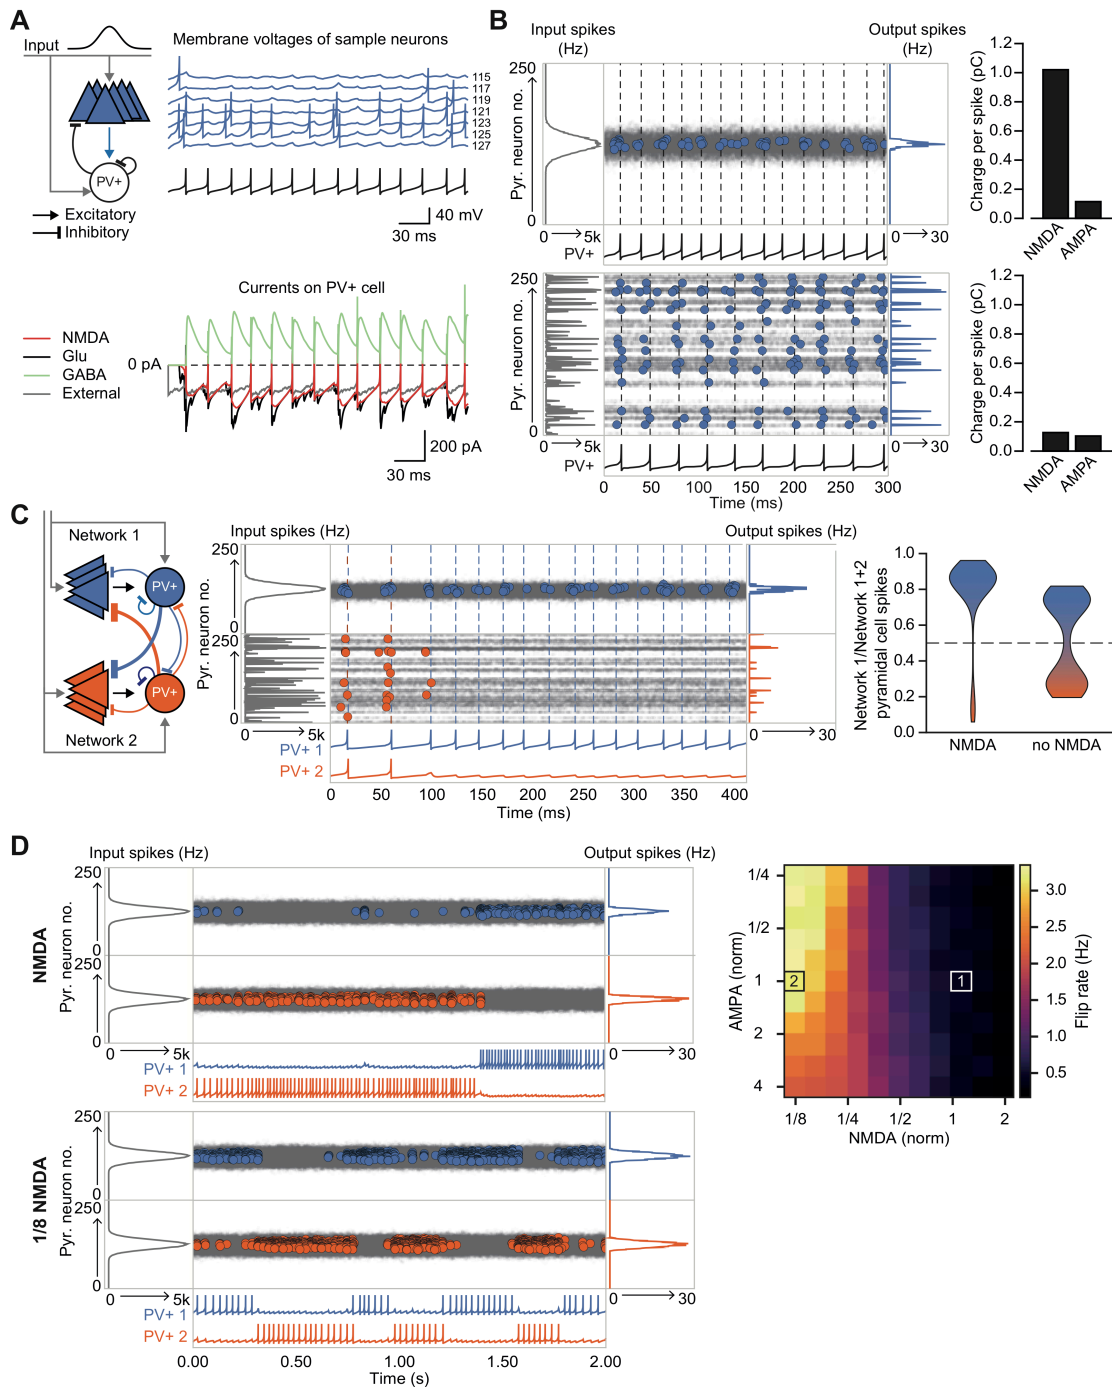 A
Input
Membrane voltages of sample neurons
115
117
119
121
123
125
127
PV+
Excitatory
Inhibitory
40 mV
30 ms
Currents on PV+ cell
NMDA
Glu
GABA
External
0 pA
200 pA
30 ms
B
Input spikes
(Hz)
Output spikes
(Hz)
250
Pyr. neuron no.
0
0
5k
PV+
0
30
Charge per spike (pC)
1.2
1.0
0.8
0.6
0.4
0.2
0.0
NMDA
AMPA
250
Pyr. neuron no.
0
0
5k
PV+
0
30
0
50
100
150
200
250
300
Time (ms)
Charge per spike (pC)
1.2
1.0
0.8
0.6
0.4
0.2
0.0
NMDA
AMPA
C
Network 1
PV+
PV+
Network 2
Input spikes (Hz)
Output spikes (Hz)
250
0
250
0
Pyr. neuron no.
0
5k
0
30
PV+ 1
PV+ 2
0
50
100
150
200
250
300
350
400
Time (ms)
Network 1/Network 1+2
pyramidal cell spikes
1.0
0.8
0.6
0.4
0.2
0.0
NMDA
no NMDA
D
Input spikes (Hz)
Output spikes (Hz)
NMDA
Pyr. neuron no.
250
0
250
0
0
5k
0
30
PV+ 1
PV+ 2
1/8 NMDA
Pyr. neuron no.
250
0
250
0
0
5k
0
30
PV+ 1
PV+ 2
0.00
0.50
1.00
1.50
2.00
Time (s)
AMPA (norm)
1/4
1/2
1
2
4
2
1
1/8
1/4
1/2
1
2
NMDA (norm)
3.0
2.5
2.0
1.5
1.0
0.5
Flip rate (Hz)